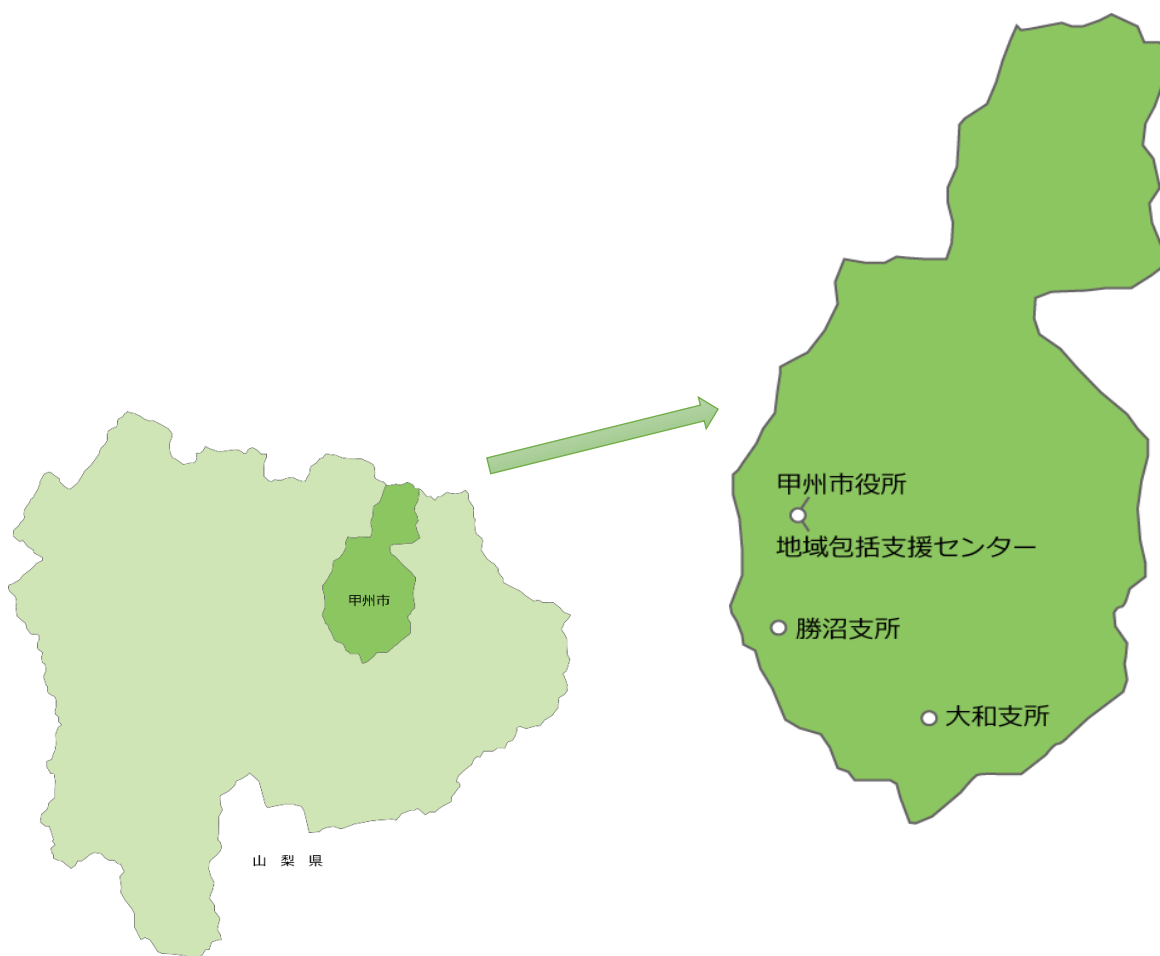 甲州市
山 梨 県
甲州市役所
地域包括支援センター
勝沼支所
大和支所